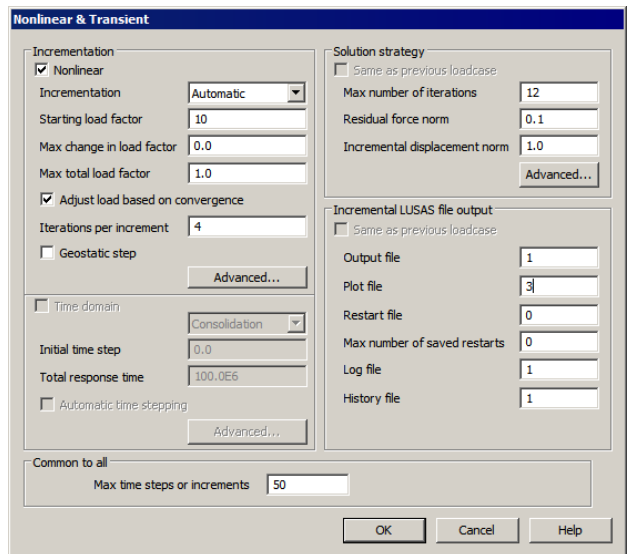 Nonlinear & Transient
Incrementation
Nonlinear
Incrementation Automatic
Starting load factor 10
Max change in load factor 0.0
Max total load factor 1.0
Adjust load based on convergence
Iterations per increment 4
Geostatic step
Advanced...
Time domain
Consolidation
Initial time step 0.0
Total response time 100.0E6
Automatic time stepping
Advanced...
Solution strategy
Same as previous loadcase
Max number of iterations 12
Residual force norm 0.1
Incremental displacement norm 1.0
Advanced...
Incremental LUSAS file output
Same as previous loadcase
Output file 1
Plot file 3
Restart file 0
Max number of saved restarts 0
Log file 1
History file 1
Common to all
Max time steps or increments 50
OK Cancel Help